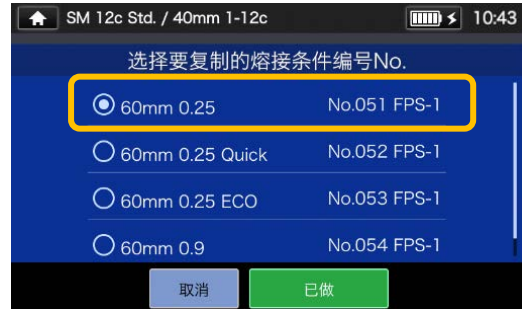 SM 12c Std. / 40mm 1-12c 10:43
选择要复制的熔接条件编号No.
60mm 0.25 No.051 FPS-1
60mm 0.25 Quick No.052 FPS-1
60mm 0.25 ECO No.053 FPS-1
60mm 0.9 No.054 FPS-1
取消 已做